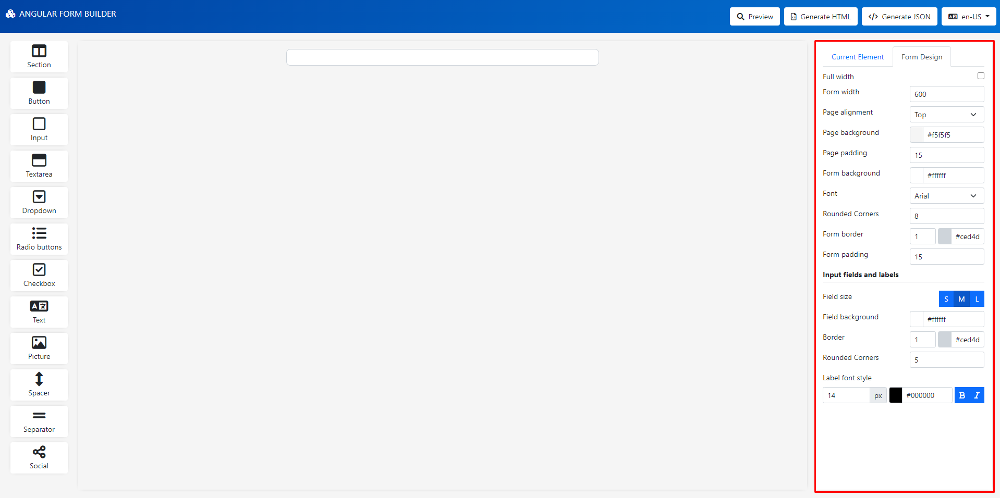 ANGULAR FORM BUILDER
Preview
Generate HTML
Generate JSON
en-US
Section
Button
Input
Textarea
Dropdown
Radio buttons
Checkbox
Text
Picture
Spacer
Separator
Social
Current Element
Form Design
Full width
Form width
600
Page alignment
Top
Page background
#f5f5f5
Page padding
15
Form background
#ffffff
Font
Arial
Rounded Corners
8
Form border
1
#ced4d
Form padding
15
Input fields and labels
Field size
S M L
Field background
#ffffff
Border
1
#ced4d
Rounded Corners
5
Label font style
14 px
#000000
B I